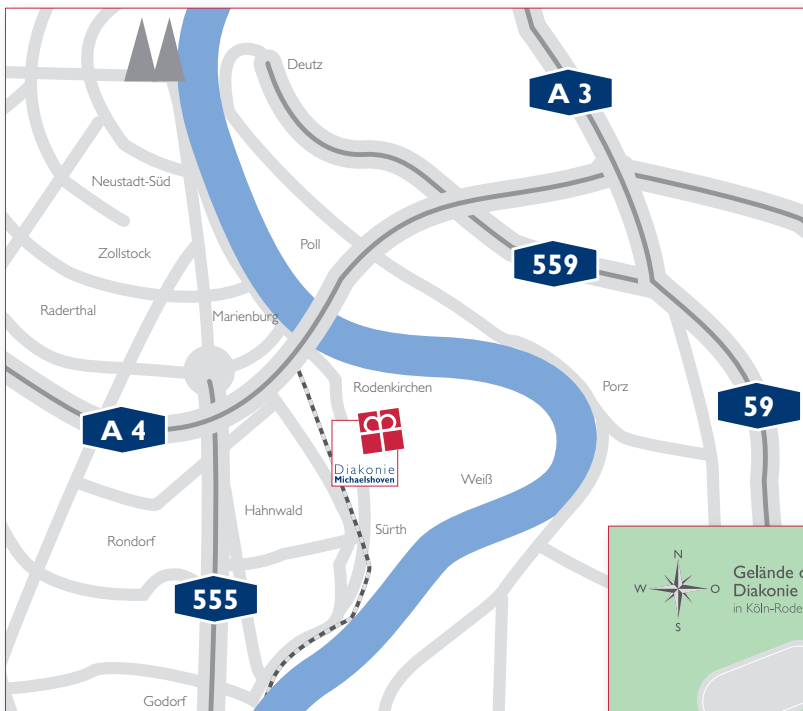 Deutz
A 3
Neustadt-Süd
Poll
Zollstock
559
Raderthal
Marienburg
Rodenkirchen
Porz
59
A 4
Diakonie
Michaelshoven
Weiß
Hahnwald
Sürth
Rondorf
555
Godorf
N
W
O
S
Gelände
Diakonie
in Köln-Rode